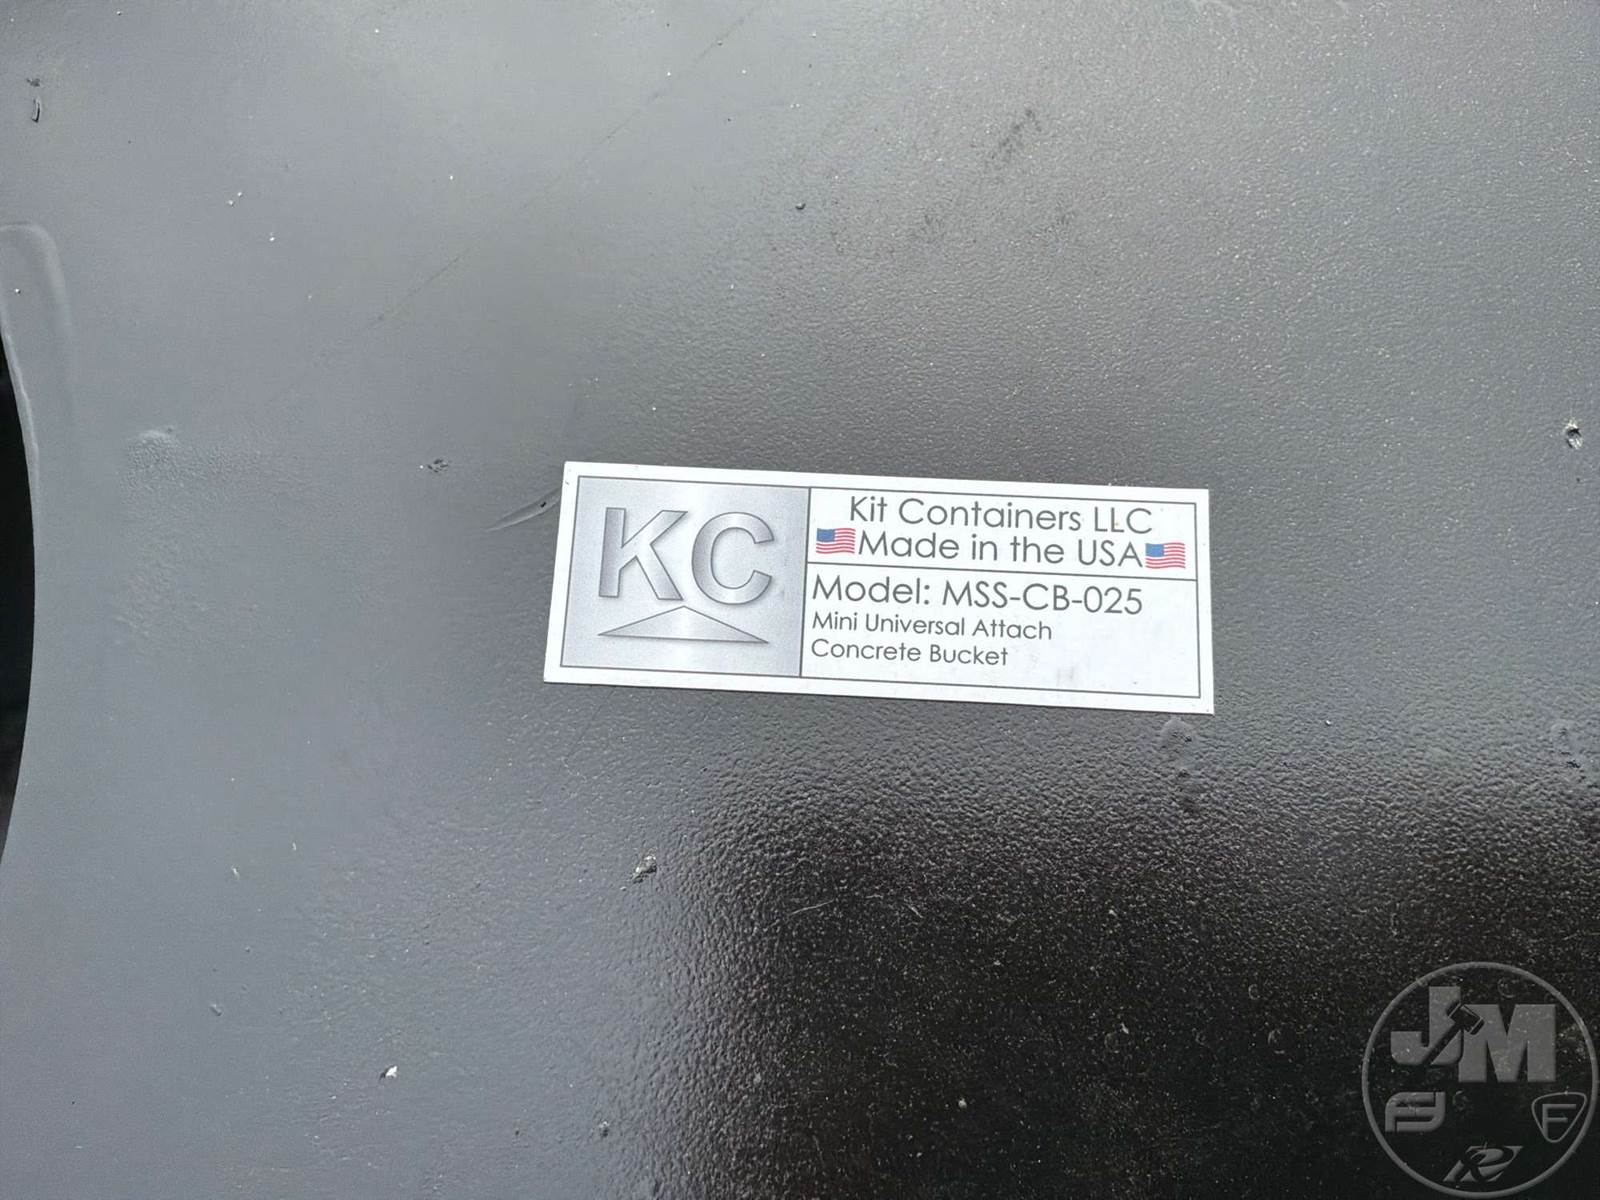 KC
Kit Containers LLC
Made in the USA
Model: MSS-CB-025
Mini Universal Attach
Concrete Bucket
JM